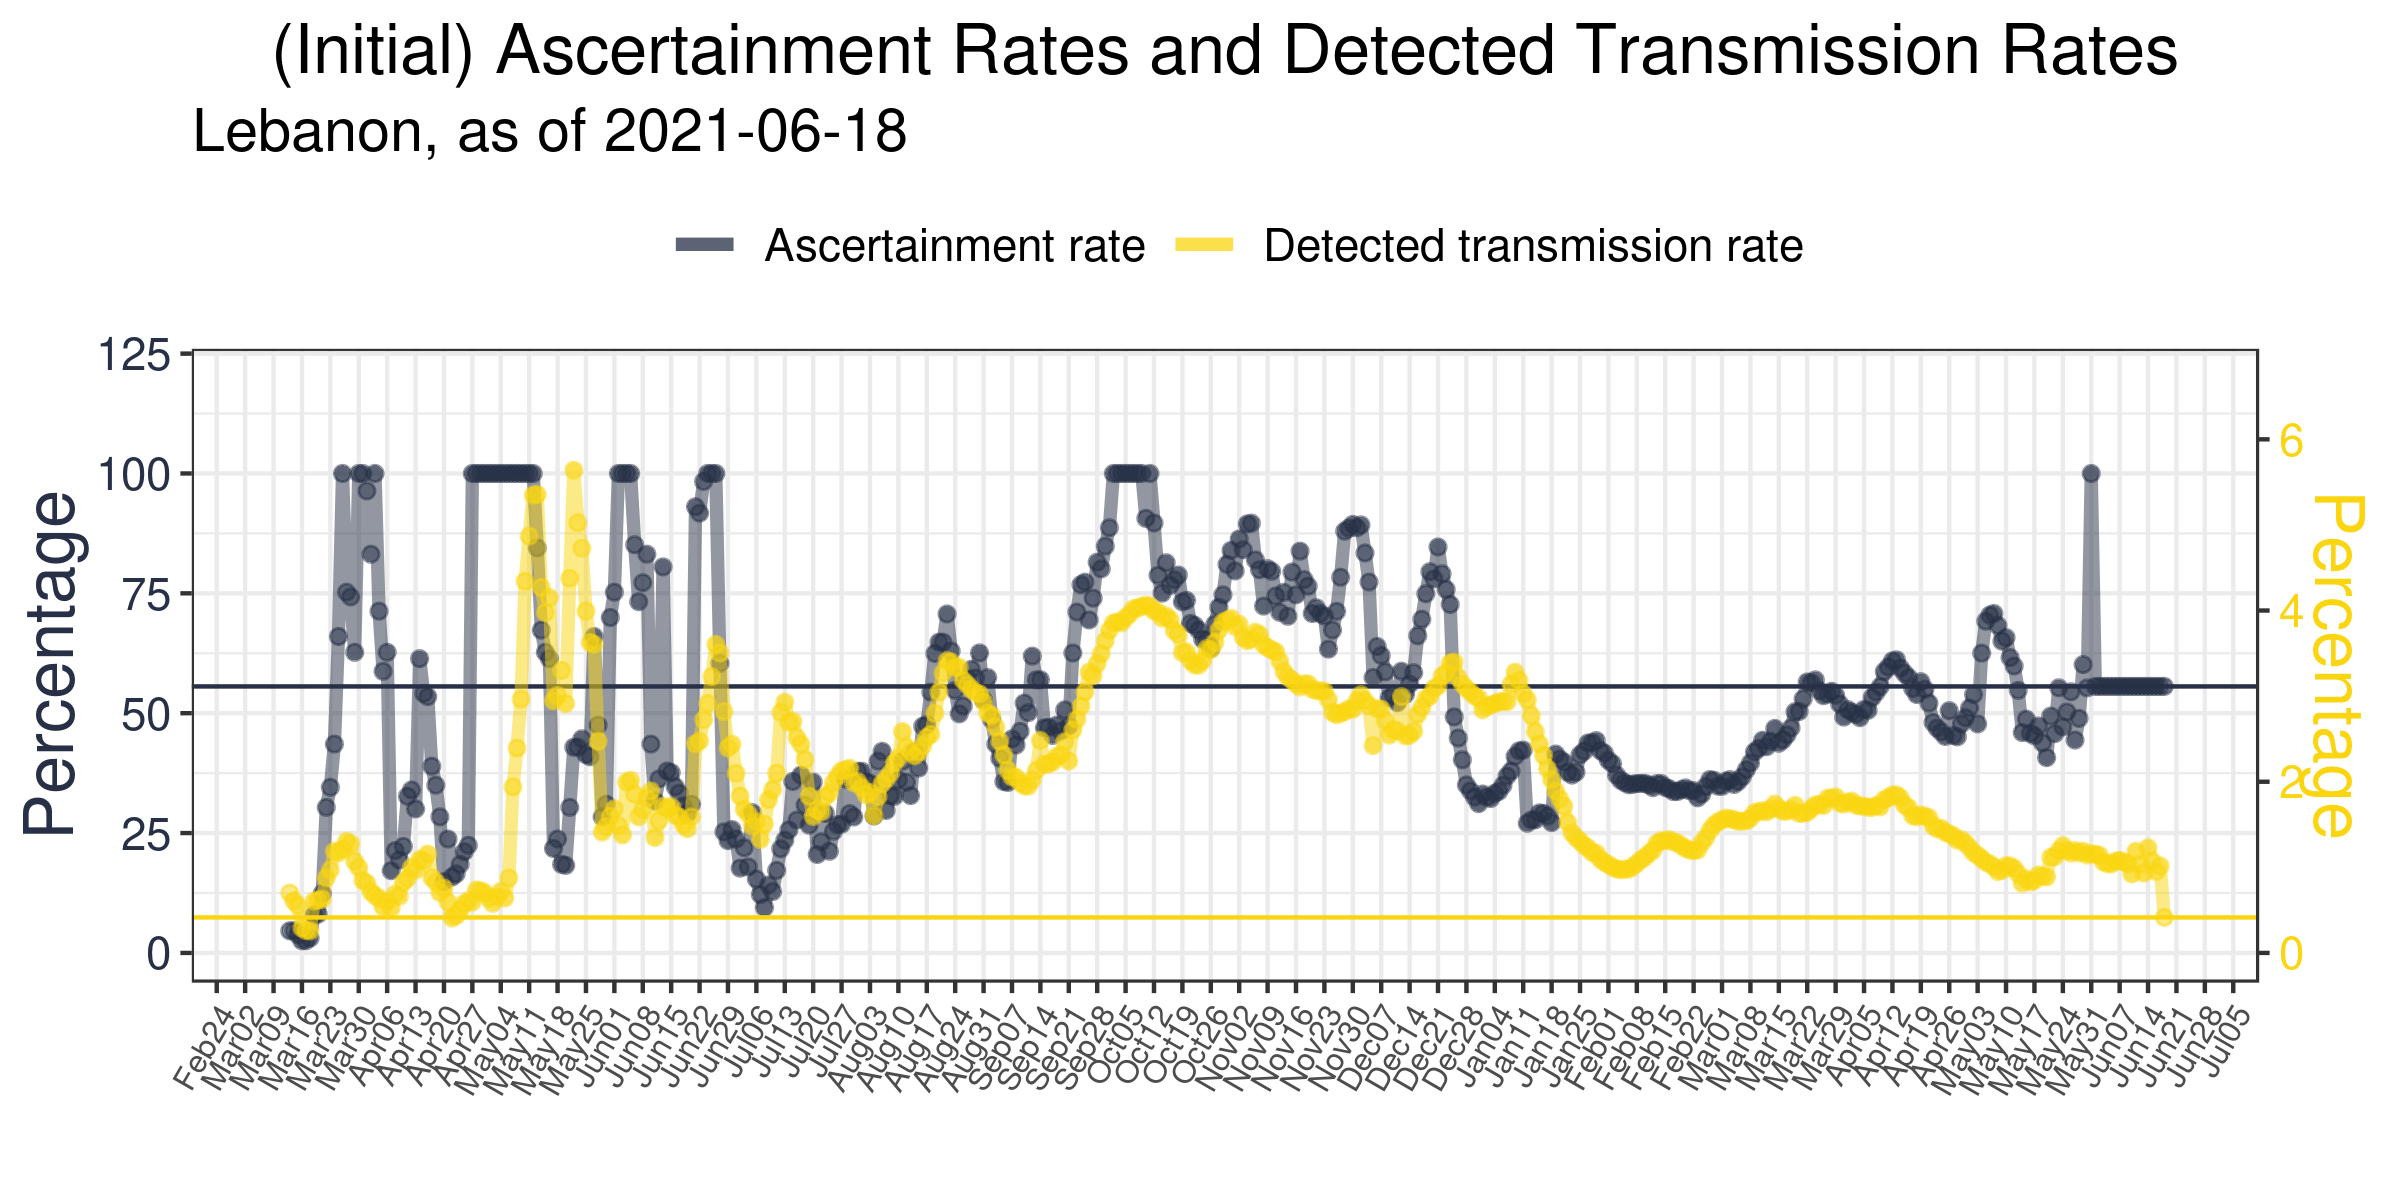 (Initial) Ascertainment Rates and Detected Transmission Rates
Lebanon, as of 2021-06-18
Ascertainment rate
Detected transmission rate
Percentage
125
100
75
50
25
0
6
4
2
0
Percentage
Feb24
Mar02
Mar09
Mar16
Mar23
Mar30
Apr06
Apr13
Apr20
Apr27
May04
May11
May18
May25
Jun01
Jun08
Jun15
Jun22
Jun29
Jul06
Jul13
Jul20
Jul27
Aug03
Aug10
Aug17
Aug24
Aug31
Sep07
Sep14
Sep21
Sep28
Oct05
Oct12
Oct19
Oct26
Nov02
Nov09
Nov16
Nov23
Nov30
Dec07
Dec14
Dec21
Dec28
Jan04
Jan11
Jan18
Jan25
Feb01
Feb08
Feb15
Feb22
Mar01
Mar08
Mar15
Mar22
Mar29
Apr05
Apr12
Apr19
Apr26
May03
May10
May17
May24
May31
Jun07
Jun14
Jun21
Jun28
Jul05